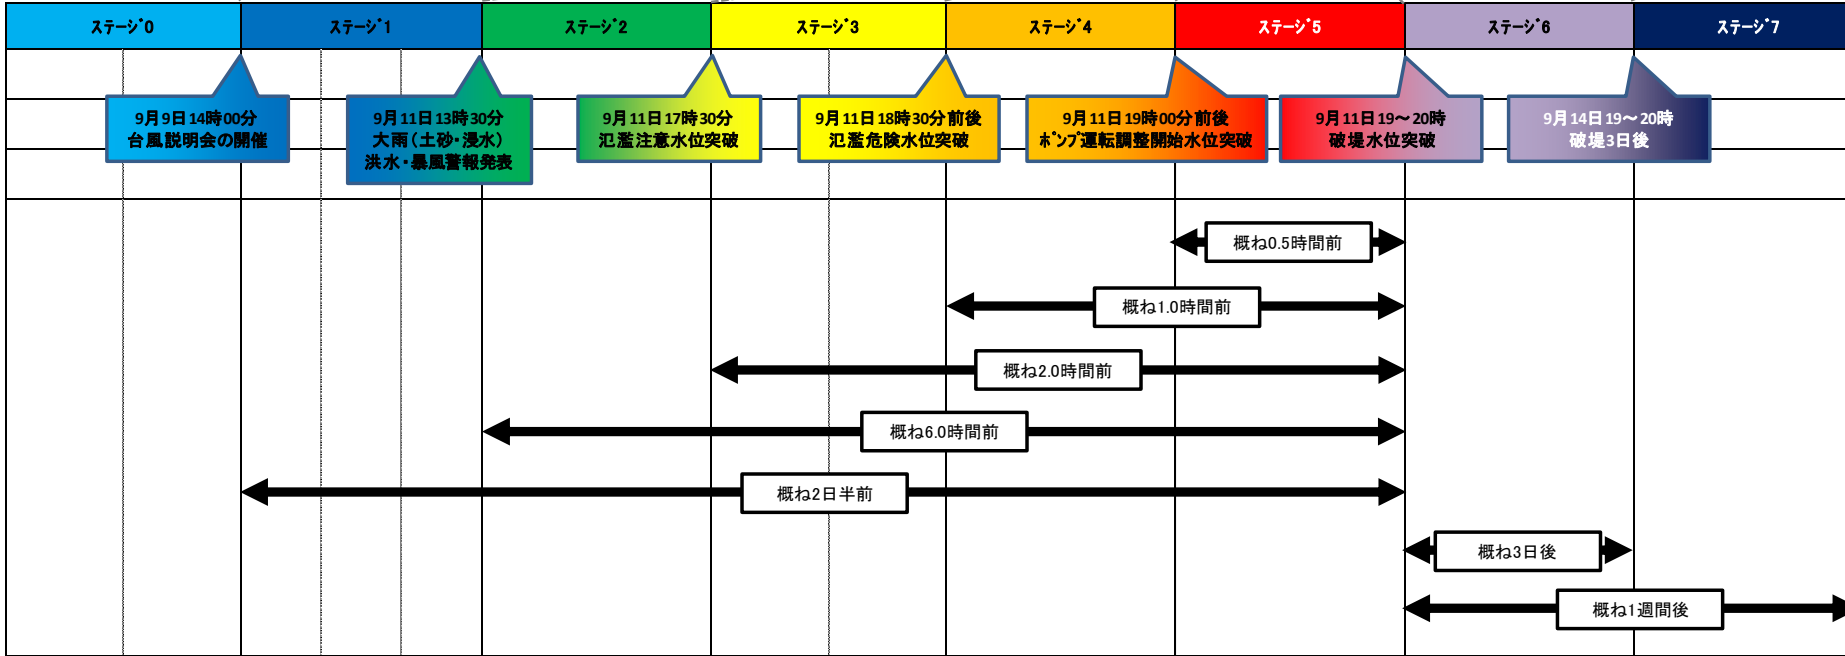 ステージ0
ステージ1
ステージ2
ステージ3
ステージ4
ステージ5
ステージ6
ステージ7
9月9日14時00分
台風説明会の開催
9月11日13時30分
大雨(土砂・浸水)
洪水・暴風警報発表
9月11日17時30分
氾濫注意水位突破
9月11日18時30分前後
氾濫危険水位突破
9月11日19時00分前後
ポンプ運転調整開始水位突破
9月11日19～20時
破堤水位突破
9月14日19～20時
破堤3日後
概ね0.5時間前
概ね1.0時間前
概ね2.0時間前
概ね6.0時間前
概ね2日半前
概ね3日後
概ね1週間後